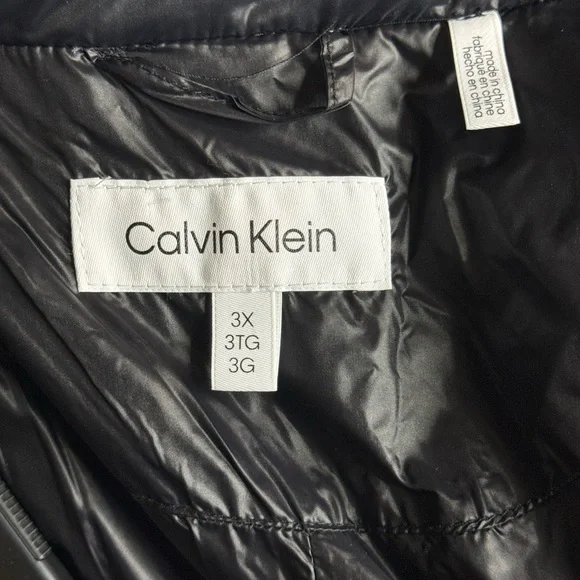 made in china
fabriqué en chine
hecho en china
Calvin Klein
3X
3TG
3G